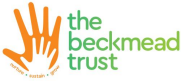 the
beckmead
trust
nurture • sustain • grow